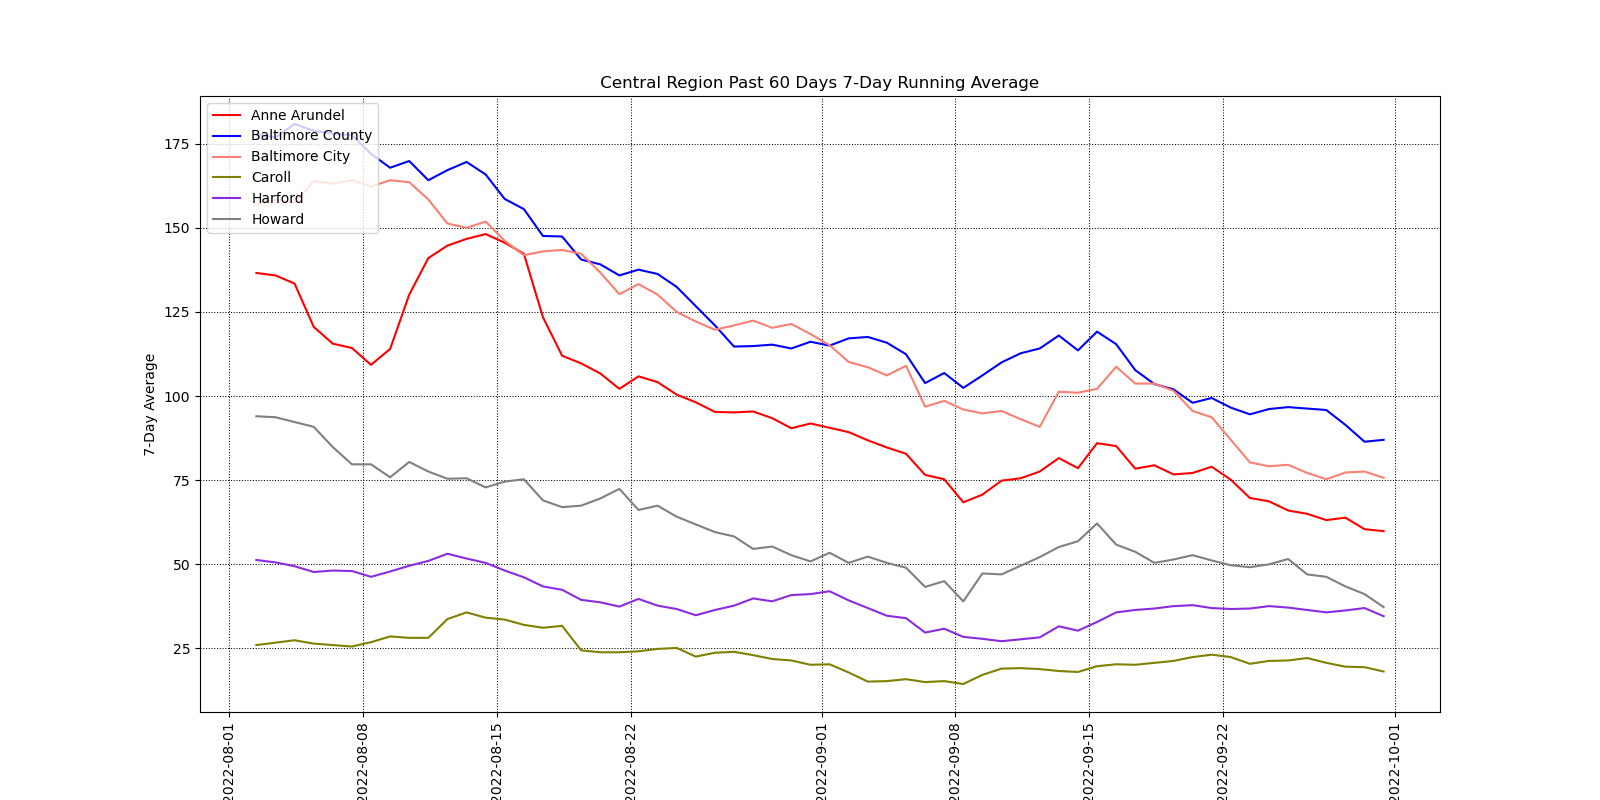 Central Region Past 60 Days 7-Day Running Average
Anne Arundel
Baltimore County
Baltimore City
Caroll
Harford
Howard
7-Day Average
175
150
125
100
75
50
25
2022-08-01
2022-08-08
2022-08-15
2022-08-22
2022-09-01
2022-09-08
2022-09-15
2022-09-22
2022-10-01